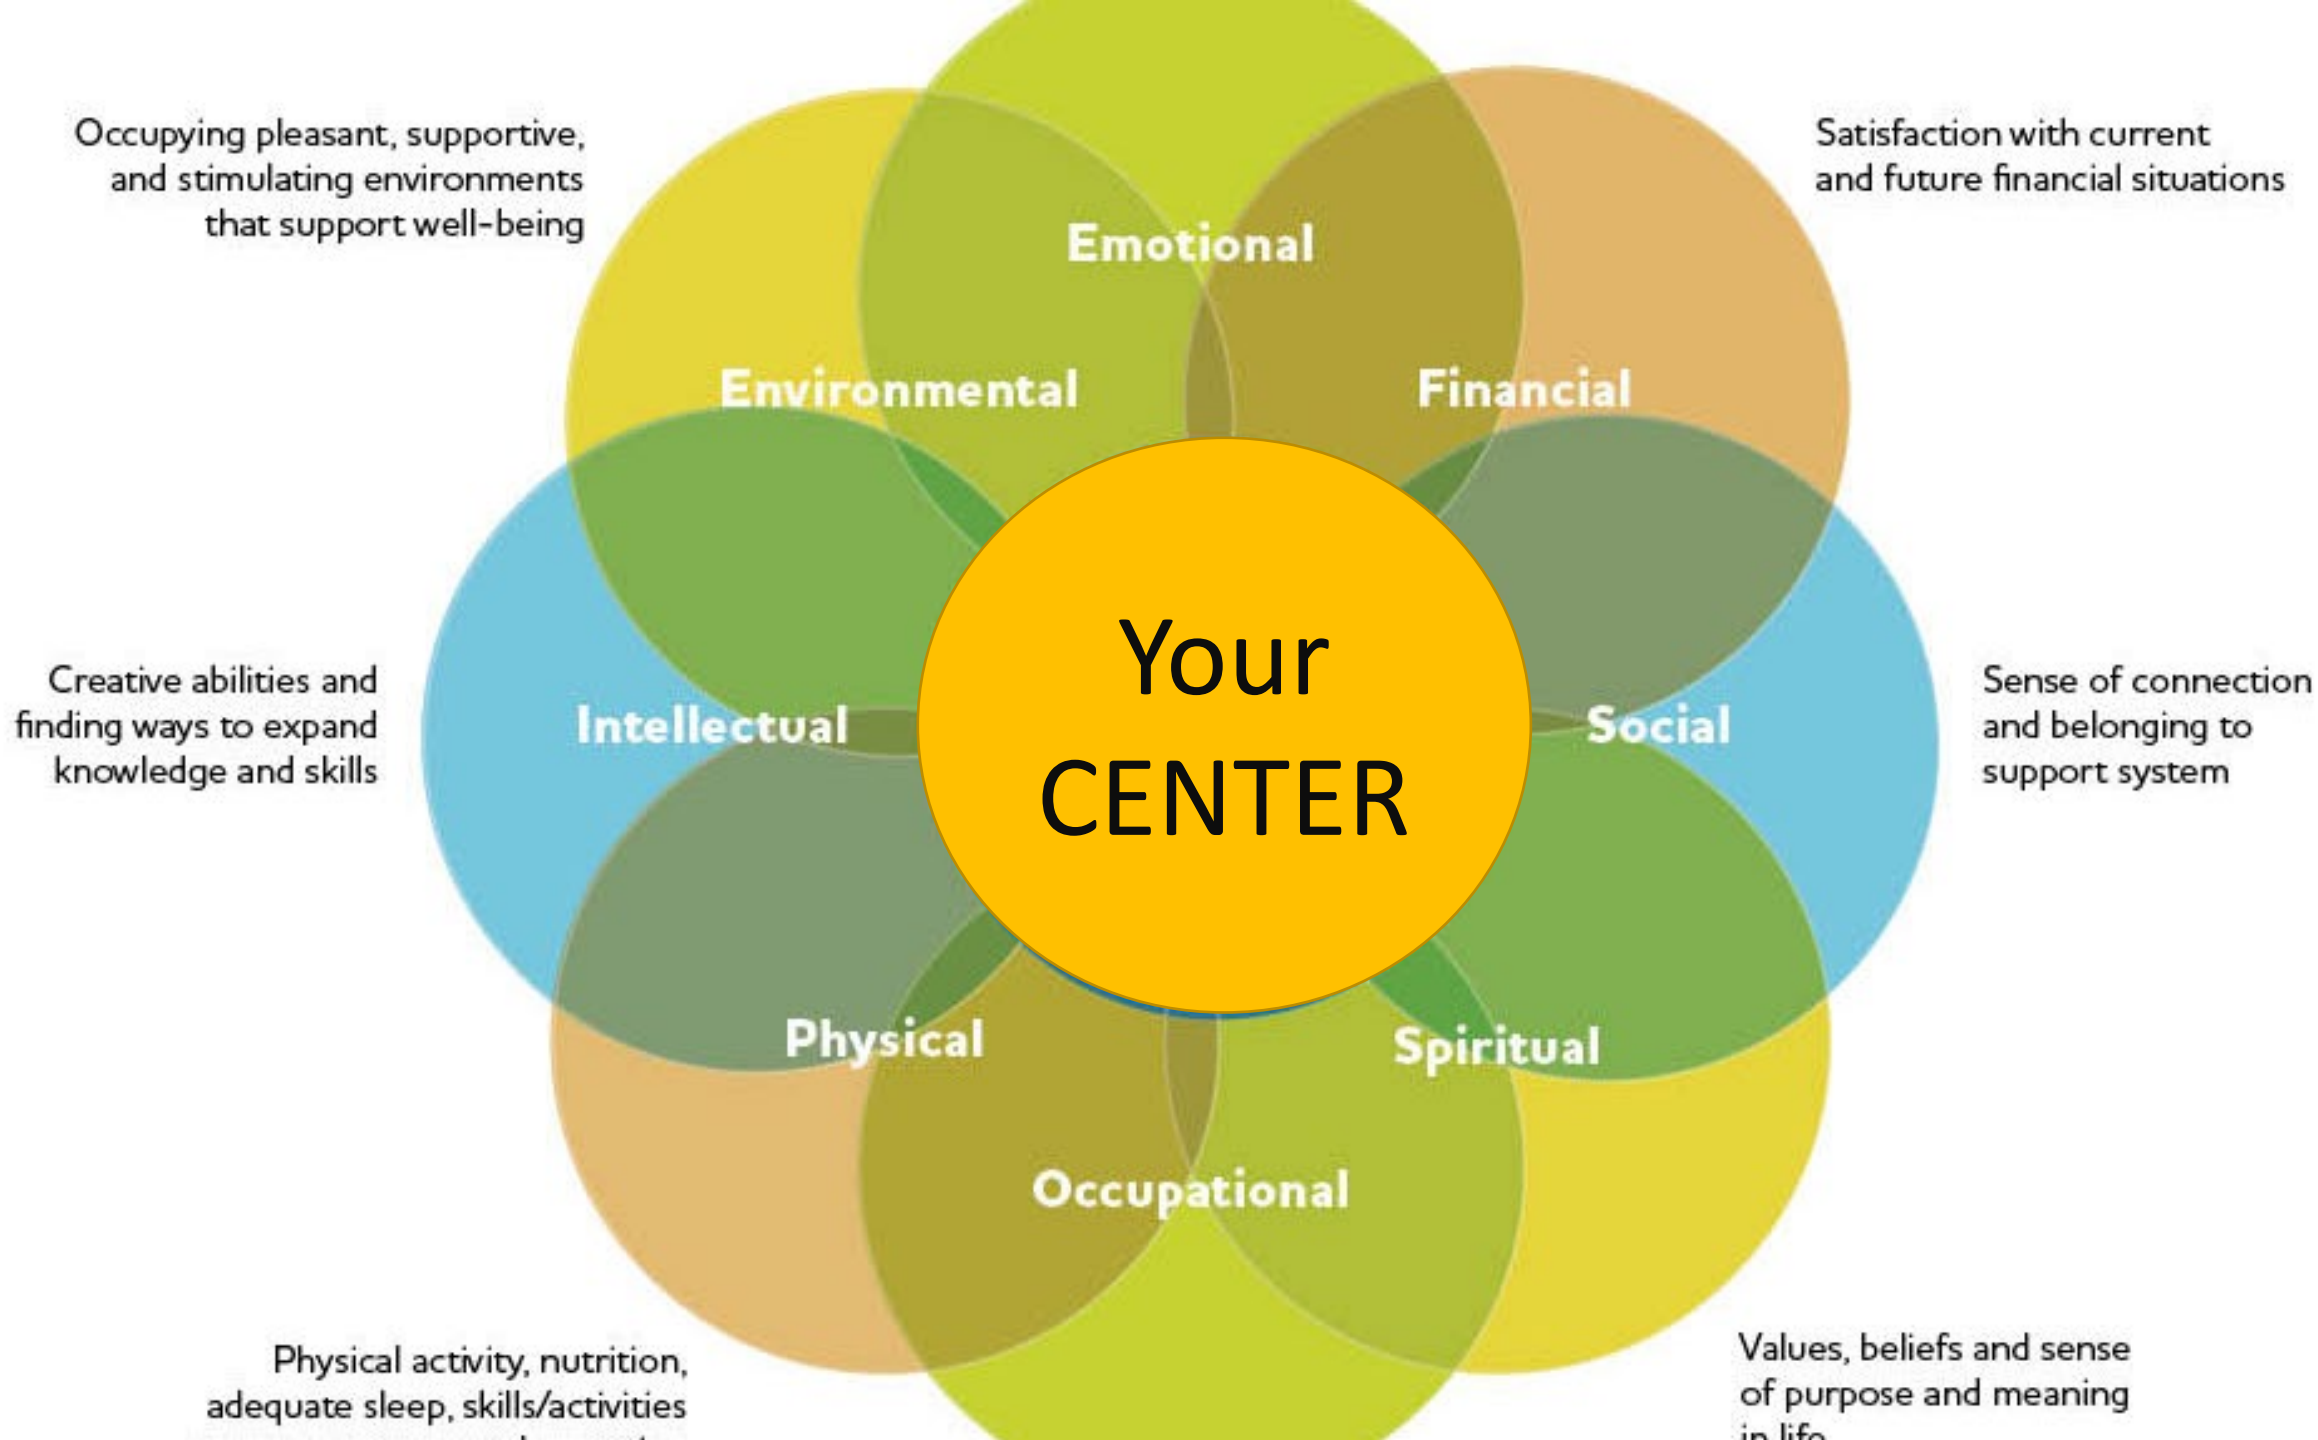 Occupying pleasant, supportive,
and stimulating environments
that support well-being
Satisfaction with current
and future financial situations
Emotional
Environmental
Financial
Your
CENTER
Creative abilities and
finding ways to expand
knowledge and skills
Intellectual
Social
Sense of connection
and belonging to
support system
Physical
Spiritual
Occupational
Physical activity, nutrition,
adequate sleep, skills/activities
Values, beliefs and sense
of purpose and meaning
in life